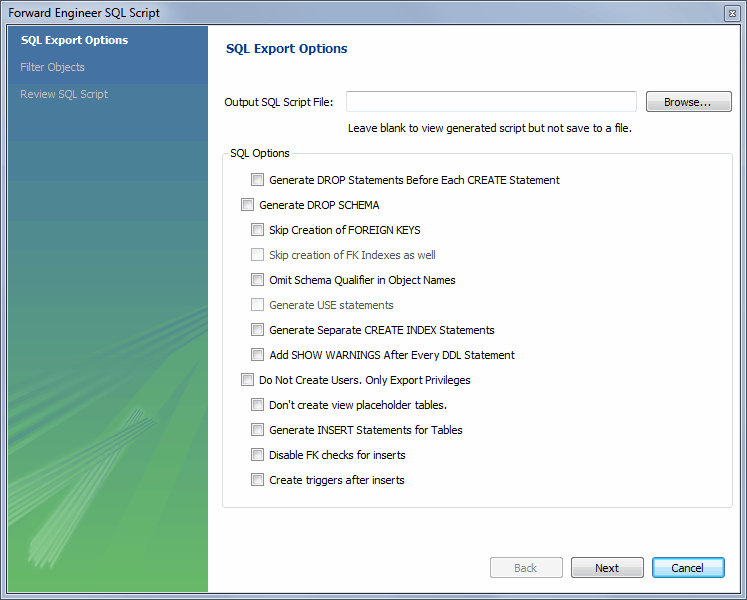 Forward Engineer SQL Script
SQL Export Options
Filter Objects
Review SQL Script
SQL Export Options
Output SQL Script File:
Browse...
Leave blank to view generated script but not save to a file.
SQL Options
Generate DROP Statements Before Each CREATE Statement
Generate DROP SCHEMA
Skip Creation of FOREIGN KEYS
Skip creation of FK Indexes as well
Omit Schema Qualifier in Object Names
Generate USE statements
Generate Separate CREATE INDEX Statements
Add SHOW WARNINGS After Every DDL Statement
Do Not Create Users. Only Export Privileges
Don't create view placeholder tables.
Generate INSERT Statements for Tables
Disable FK checks for inserts
Create triggers after inserts
Back Next Cancel